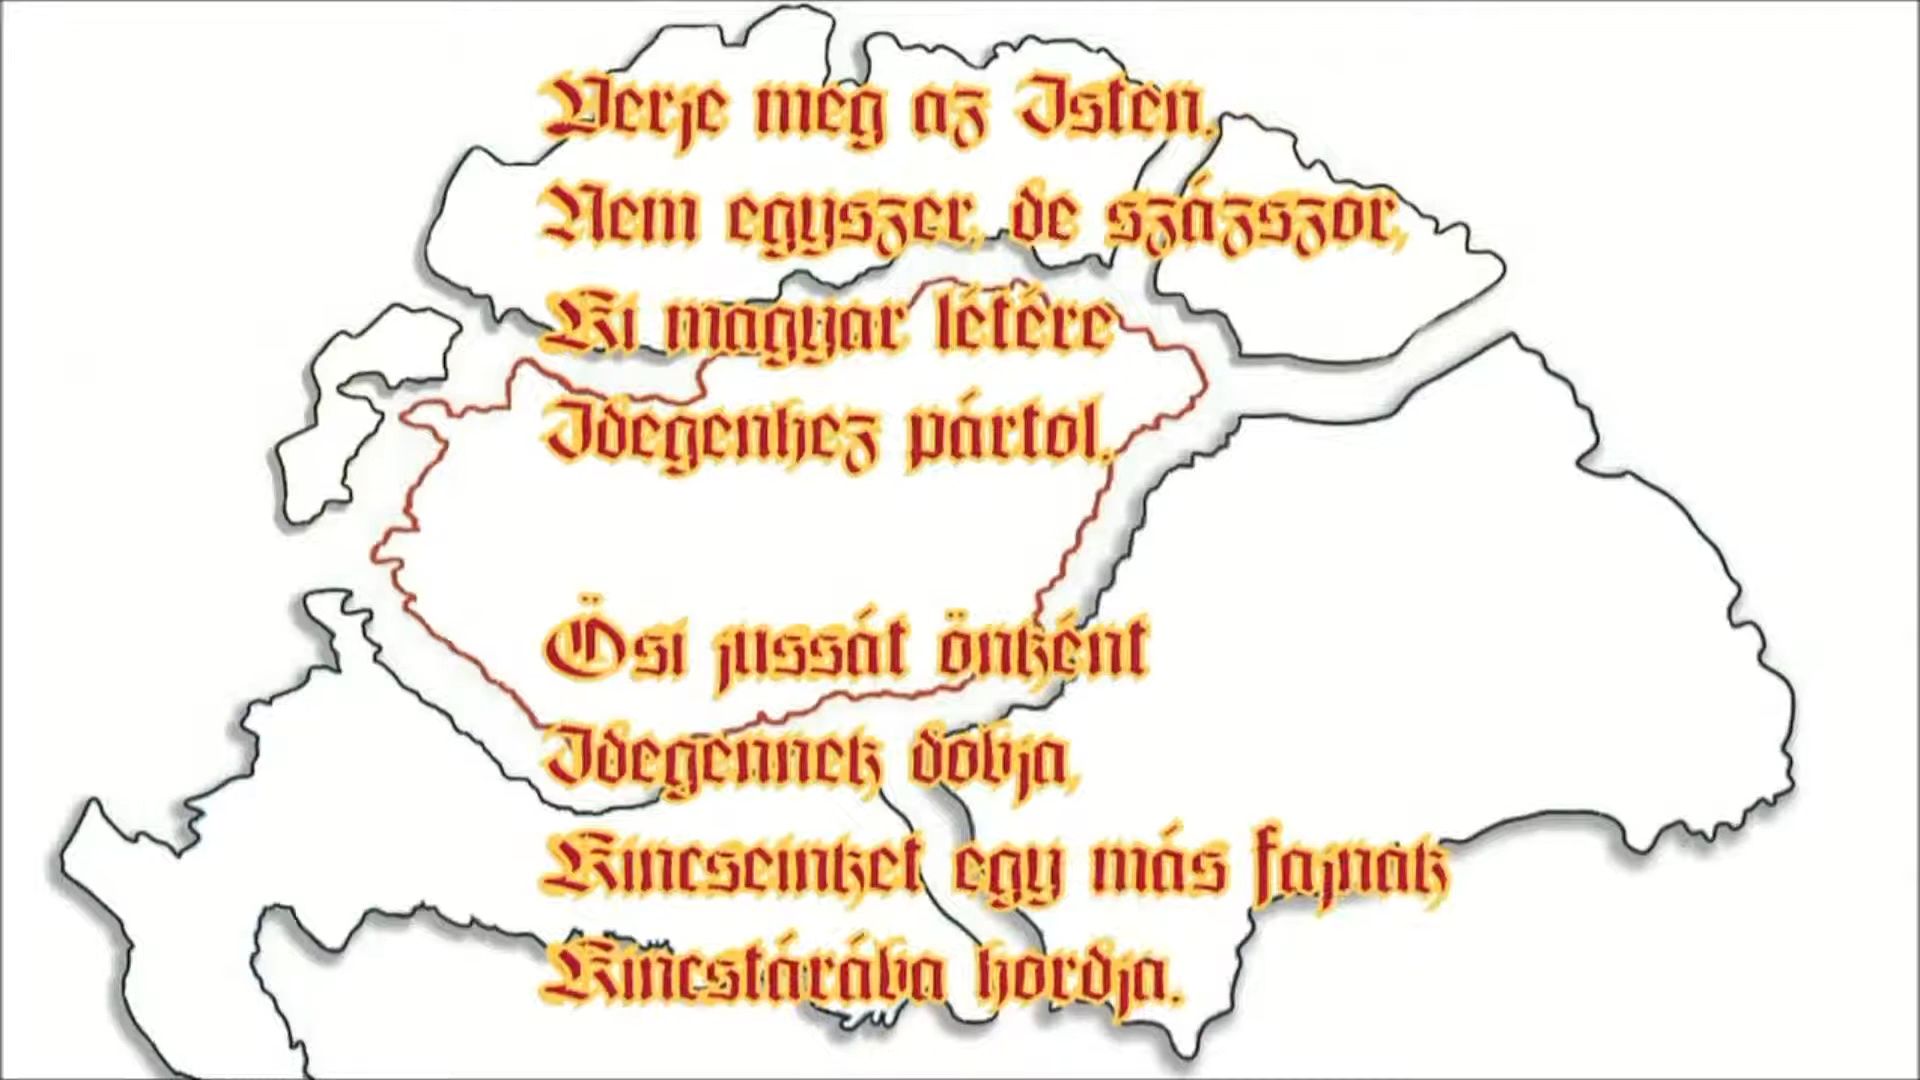 Verje meg az Isten,
Nem egyszer, de százszor,
Ki magyar létére
Idegenhez pártol.
Ősi jussát önként
Idegennek dobja,
Kincseinket egy más fajnak
Kincstárába hordja.